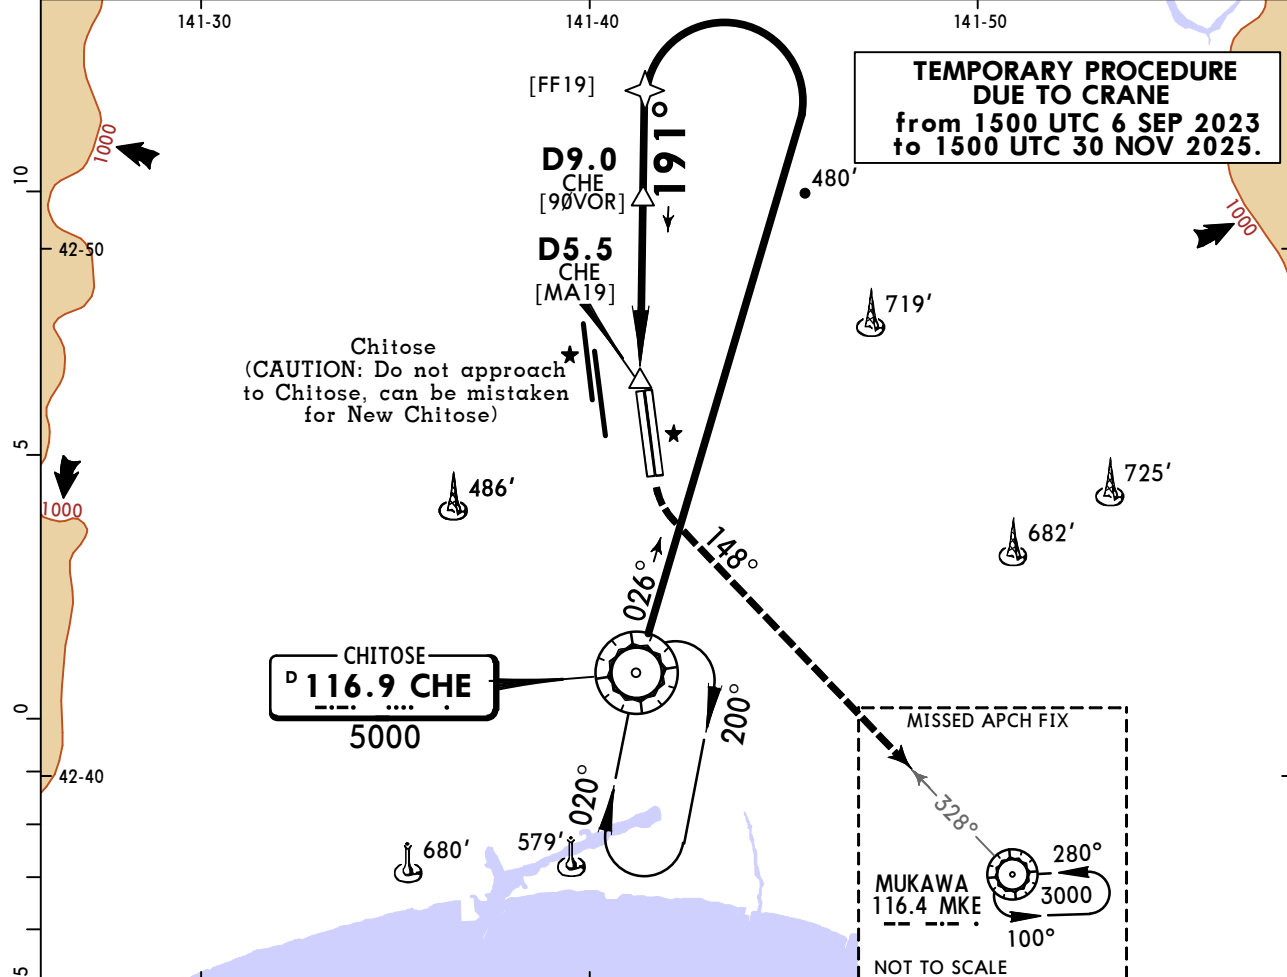 141-30
141-40
141-50
TEMPORARY PROCEDURE
DUE TO CRANE
from 1500 UTC 6 SEP 2023
to 1500 UTC 30 NOV 2025.
[FF19]
191°
1000
D9.0
CHE
[9ØVOR]
480'
10
1000
42-50
D5.5
CHE
[MA19]
719'
Chitose
(CAUTION: Do not approach
to Chitose, can be mistaken
for New Chitose)
5
725'
486'
1000
682'
148°
026°
CHITOSE
D 116.9 CHE
5000
200°
0
MISSED APCH FIX
42-40
020°
328°
680'
579'
280°
MUKAWA
116.4 MKE
3000
100°
NOT TO SCALE
5